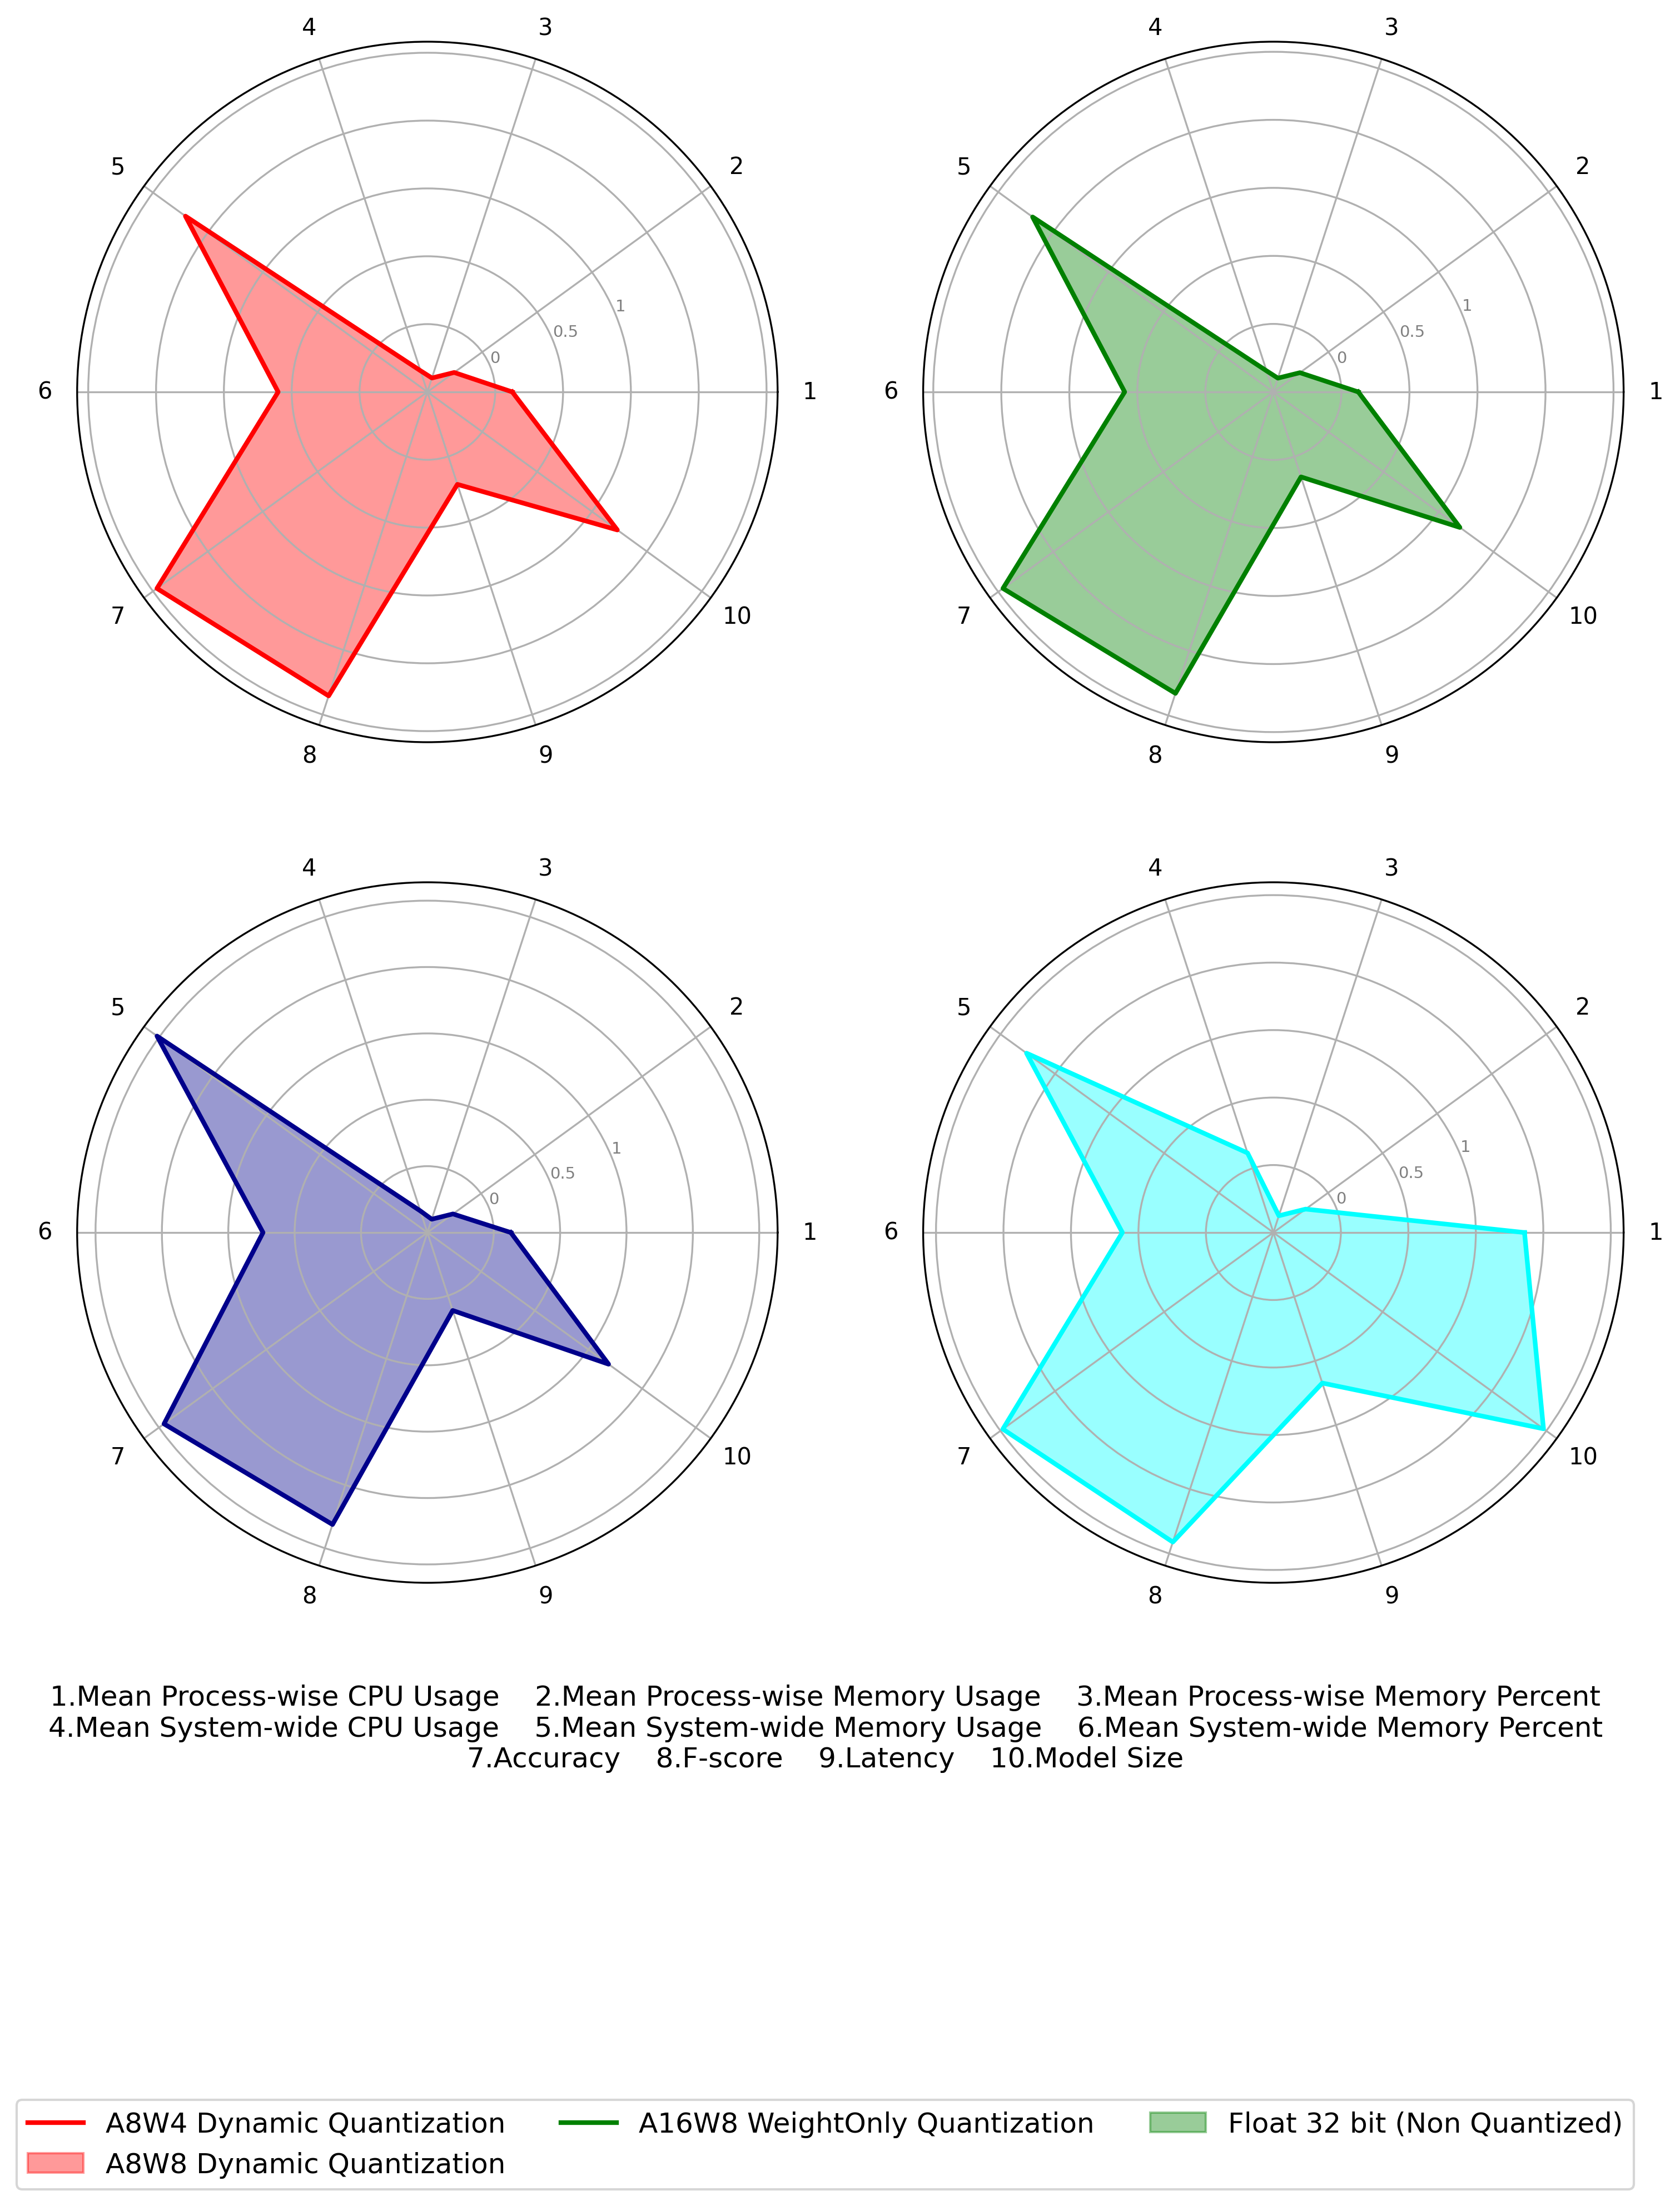 4 3 4 3
5 2 5 2
1 1
0.5 0.5
0 0
6 1 6 1
7 10 7 10
8 9 8 9
4 3 4 3
5 2 5 2
1 1
0.5 0.5
0 0
6 1 6 1
7 10 7 10
8 9 8 9
1.Mean Process-wise CPU Usage 2.Mean Process-wise Memory Usage 3.Mean Process-wise Memory Percent
4.Mean System-wide CPU Usage 5.Mean System-wide Memory Usage 6.Mean System-wide Memory Percent
7.Accuracy 8.F-score 9.Latency 10.Model Size
A8W4 Dynamic Quantization A16W8 WeightOnly Quantization Float 32 bit (Non Quantized)
A8W8 Dynamic Quantization